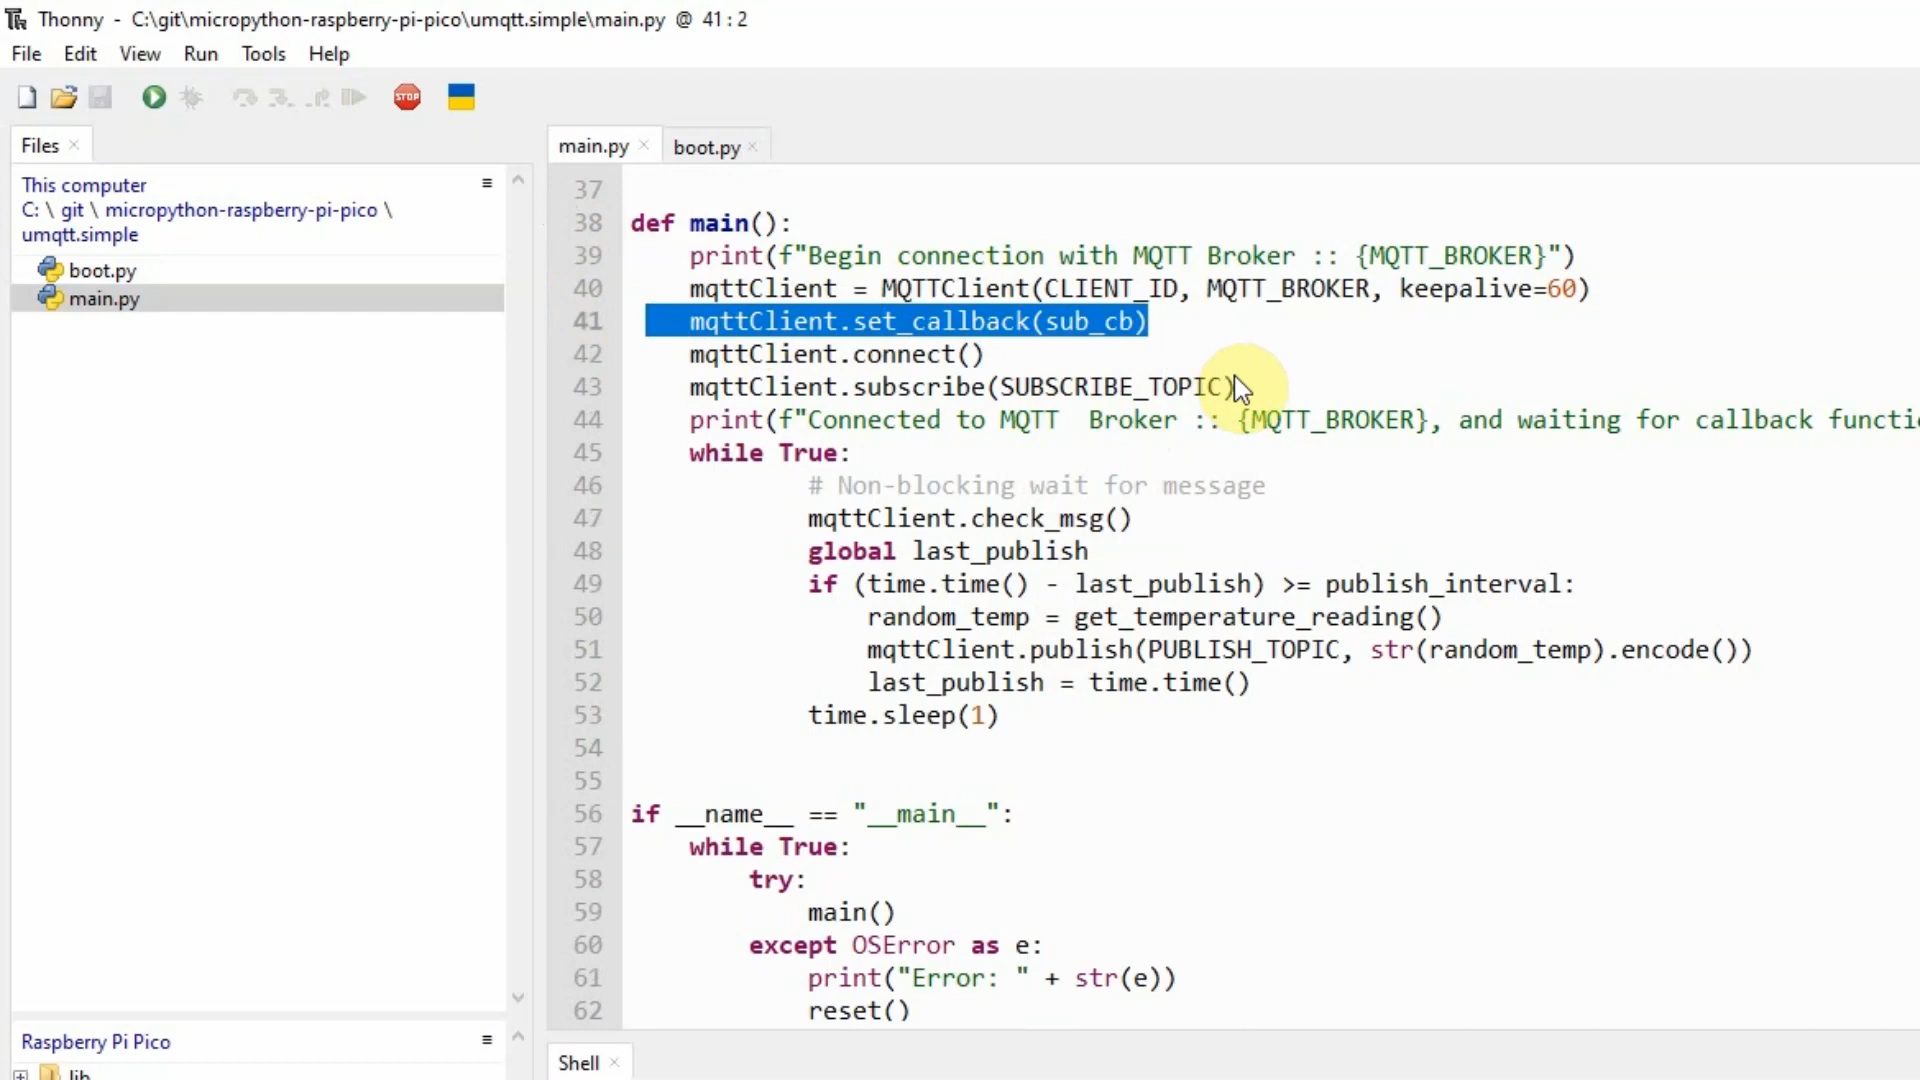 Thonny - C:\git\micropython-raspberry-pi-pico\umqtt.simple\main.py @ 41 : 2
File Edit View Run Tools Help
STOP
Files
This computer
C: \ git \ micropython-raspberry-pi-pico \
umqtt.simple
boot.py
main.py
Raspberry Pi Pico
lib
main.py boot.py
37
38 def main():
39 print(f"Begin connection with MQTT Broker :: {MQTT_BROKER}")
40 mqttClient = MQTTClient(CLIENT_ID, MQTT_BROKER, keepalive=60)
41 mqttClient.set_callback(sub_cb)
42 mqttClient.connect()
43 mqttClient.subscribe(SUBSCRIBE_TOPIC)
44 print(f"Connected to MQTT  Broker :: {MQTT_BROKER}, and waiting for callback functi
45 while True:
46 # Non-blocking wait for message
47 mqttClient.check_msg()
48 global last_publish
49 if (time.time() - last_publish) >= publish_interval:
50 random_temp = get_temperature_reading()
51 mqttClient.publish(PUBLISH_TOPIC, str(random_temp).encode())
52 last_publish = time.time()
53 time.sleep(1)
54
55
56 if __name__ == "__main__":
57 while True:
58 try:
59 main()
60 except OSError as e:
61 print("Error: " + str(e))
62 reset()
Shell